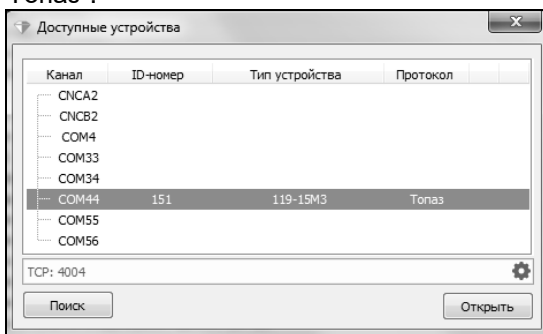 Топаз".
Доступные устройства
Канал ID-номер Тип устройства Протокол
CNCA2
CNCB2
COM4
COM33
COM34
COM44 151 119-15М3 Топаз
COM55
COM56
TCP: 4004
Поиск Открыть